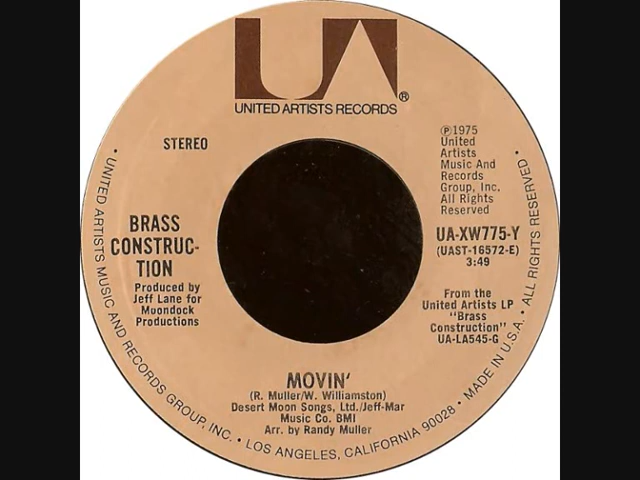 UA®
UNITED ARTISTS RECORDS
STEREO
℗1975
United
Artists
Music And
Records
Group, Inc.
All Rights
Reserved
BRASS
CONSTRUC-
TION
Produced by
Jeff Lane for
Moondock
Productions
UA-XW775-Y
(UAST-16572-E)
3:49
From the
United Artists LP
"Brass
Construction"
UA-LA545-G
MOVIN'
(R. Muller/W. Williamston)
Desert Moon Songs, Ltd./Jeff-Mar
Music Co. BMI
Arr. by Randy Muller
• UNITED ARTISTS MUSIC AND RECORDS GROUP, INC. • LOS ANGELES, CALIFORNIA 90028 • MADE IN U.S.A. • ALL RIGHTS RESERVED •